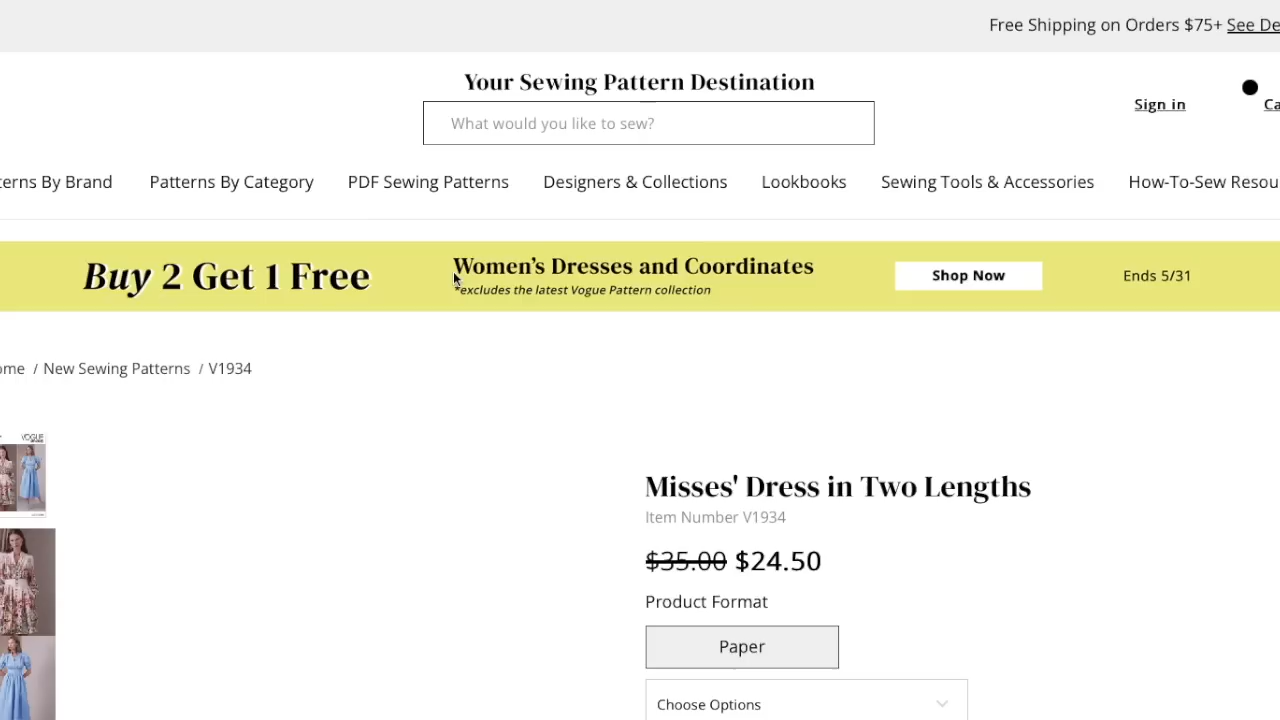 Free Shipping on Orders $75+ See De
Your Sewing Pattern Destination
What would you like to sew?
Sign in
Ca
terns By Brand Patterns By Category PDF Sewing Patterns Designers & Collections Lookbooks Sewing Tools & Accessories How-To-Sew Resou
Buy 2 Get 1 Free
Women's Dresses and Coordinates
*excludes the latest Vogue Pattern collection
Shop Now
Ends 5/31
ome / New Sewing Patterns / V1934
VOGUE
Misses' Dress in Two Lengths
Item Number V1934
$35.00 $24.50
Product Format
Paper
Choose Options